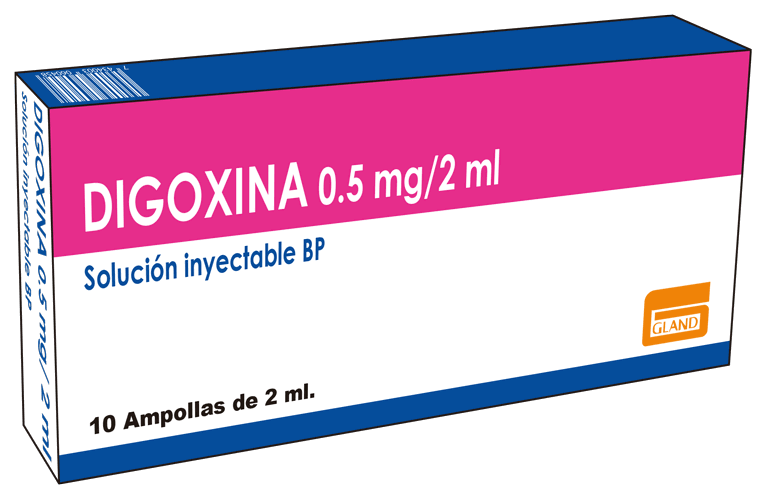 DIGOXINA 0.5 mg/2 ml
Solución inyectable BP
10 Ampollas de 2 ml.
GLAND
DIGOXINA 0.5 mg/ 2 ml
Solución inyectable BP